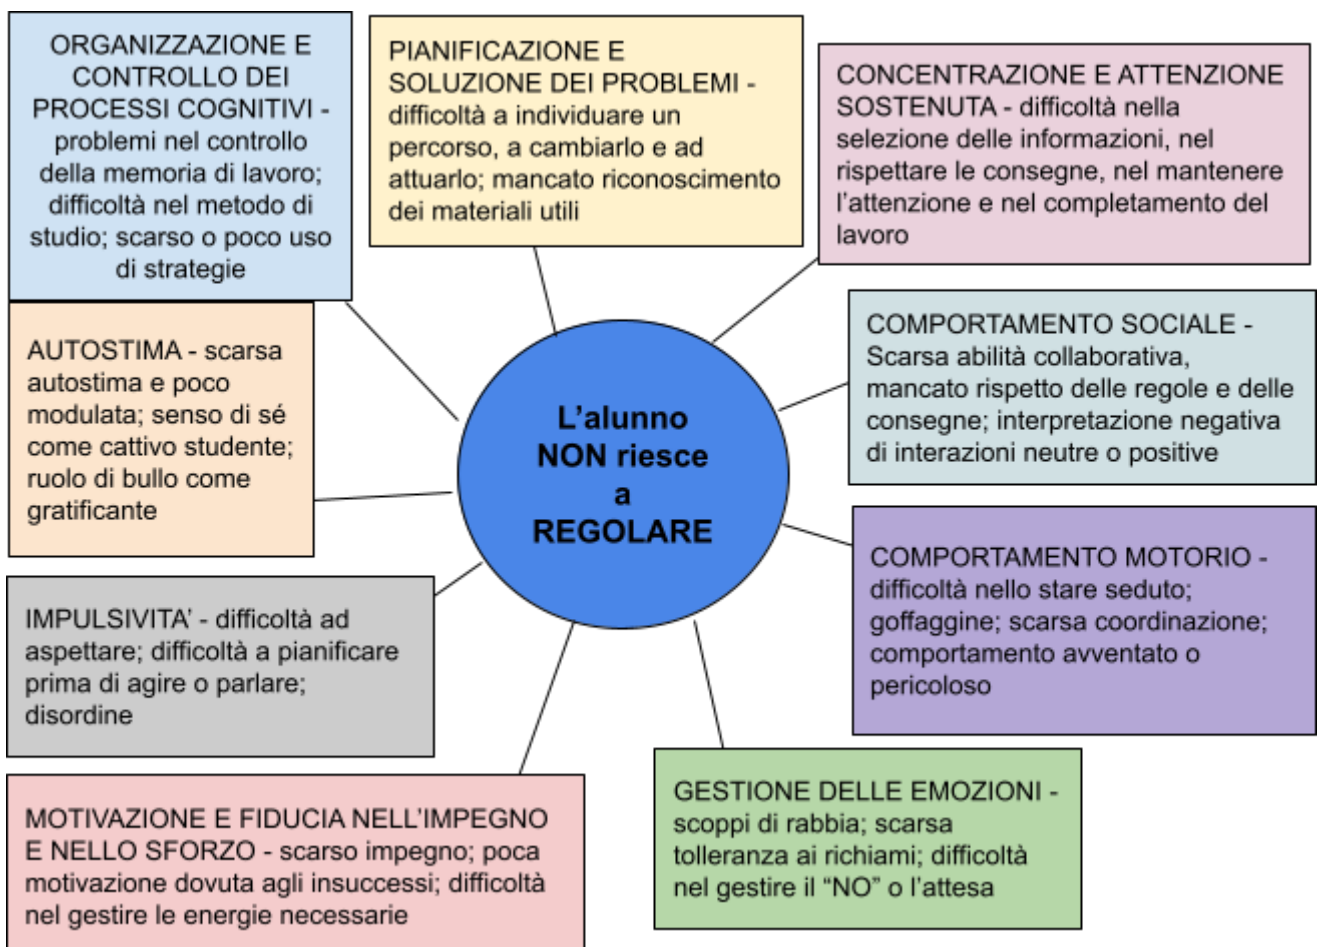 ORGANIZZAZIONE E
CONTROLLO DEI
PROCESSI COGNITIVI -
problemi nel controllo
della memoria di lavoro;
difficoltà nel metodo di
studio; scarso o poco uso
di strategie
PIANIFICAZIONE E
SOLUZIONE DEI PROBLEMI -
difficoltà a individuare un
percorso, a cambiarlo e ad
attuarlo; mancato riconoscimento
dei materiali utili
CONCENTRAZIONE E ATTENZIONE
SOSTENUTA - difficoltà nella
selezione delle informazioni, nel
rispettare le consegne, nel mantenere
l’attenzione e nel completamento del
lavoro
AUTOSTIMA - scarsa
autostima e poco
modulata; senso di sé
come cattivo studente;
ruolo di bullo come
gratificante
L’alunno
NON riesce
a
REGOLARE
COMPORTAMENTO SOCIALE -
Scarsa abilità collaborativa,
mancato rispetto delle regole e delle
consegne; interpretazione negativa
di interazioni neutre o positive
COMPORTAMENTO MOTORIO -
difficoltà nello stare seduto;
goffaggine; scarsa coordinazione;
comportamento avventato o
pericoloso
IMPULSIVITA’ - difficoltà ad
aspettare; difficoltà a pianificare
prima di agire o parlare;
disordine
MOTIVAZIONE E FIDUCIA NELL’IMPEGNO
E NELLO SFORZO - scarso impegno; poca
motivazione dovuta agli insuccessi; difficoltà
nel gestire le energie necessarie
GESTIONE DELLE EMOZIONI -
scoppi di rabbia; scarsa
tolleranza ai richiami; difficoltà
nel gestire il “NO” o l’attesa